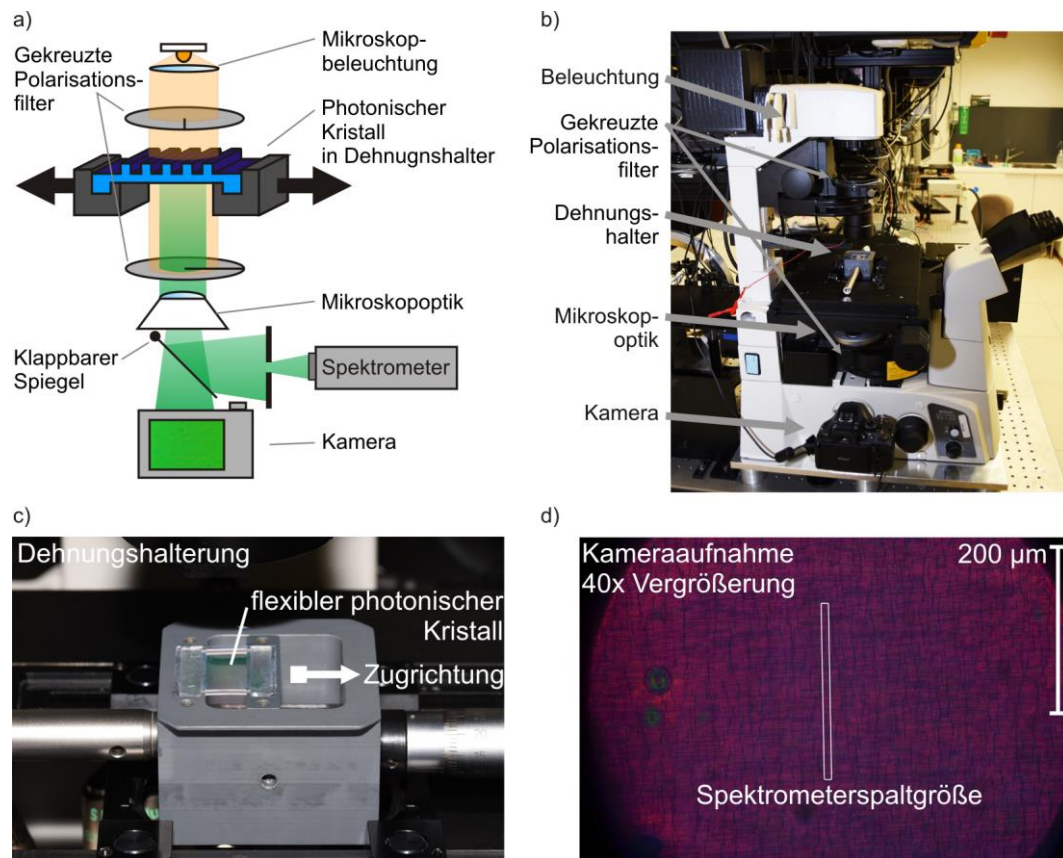 a)
Gekreuzte
Polarisations-
filter
Mikroskop-
beleuchtung
Photonischer
Kristall
in Dehnugnshalter
Mikroskopoptik
Klappbarer
Spiegel
Spektrometer
Kamera
b)
Beleuchtung
Gekreuzte
Polarisations-
filter
Dehnungs-
halter
Mikroskop-
optik
Kamera
c)
Dehnungshalterung
flexibler photonischer
Kristall
Zugrichtung
d)
Kameraaufnahme
40x Vergrößerung
200 µm
Spektrometerspaltgröße